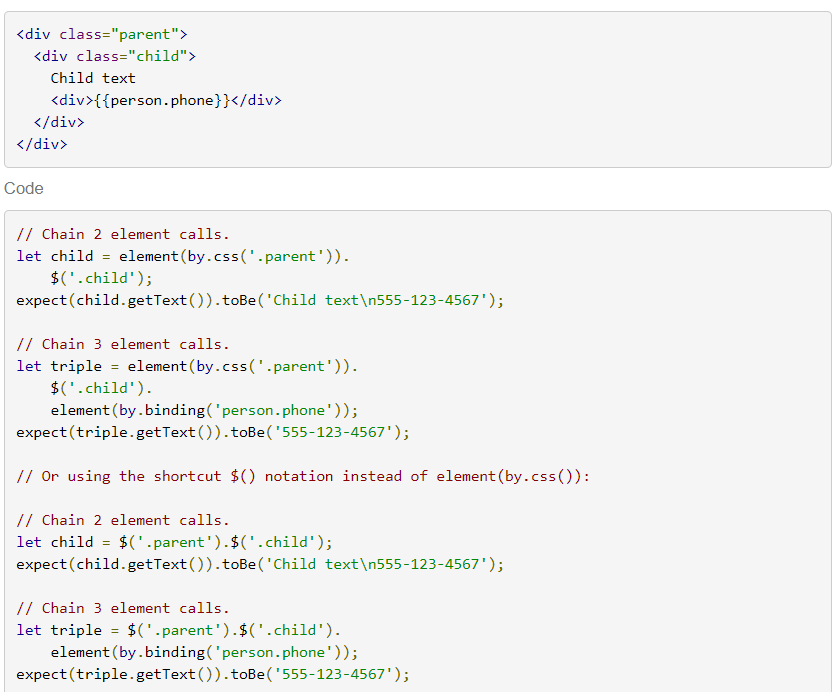 <div class="parent">
  <div class="child">
    Child text
    <div>{{person.phone}}</div>
  </div>
</div>
Code
// Chain 2 element calls.
let child = element(by.css('.parent')).
    $('.child');
expect(child.getText()).toBe('Child text\n555-123-4567');

// Chain 3 element calls.
let triple = element(by.css('.parent')).
    $('.child').
    element(by.binding('person.phone'));
expect(triple.getText()).toBe('555-123-4567');

// Or using the shortcut $() notation instead of element(by.css()):

// Chain 2 element calls.
let child = $('.parent').$('.child');
expect(child.getText()).toBe('Child text\n555-123-4567');

// Chain 3 element calls.
let triple = $('.parent').$('.child').
    element(by.binding('person.phone'));
expect(triple.getText()).toBe('555-123-4567');